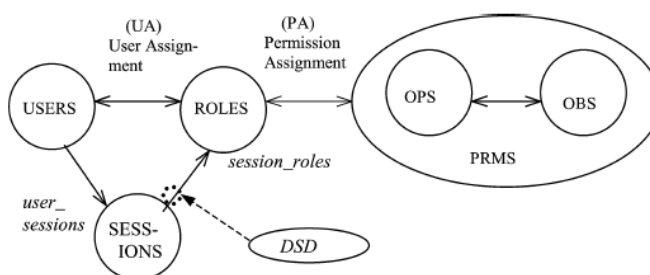 (UA)
User Assign-
ment
(PA)
Permission
Assignment
USERS
ROLES
OPS
OBS
PRMS
session_roles
user_
sessions
SESS-
IONS
DSD